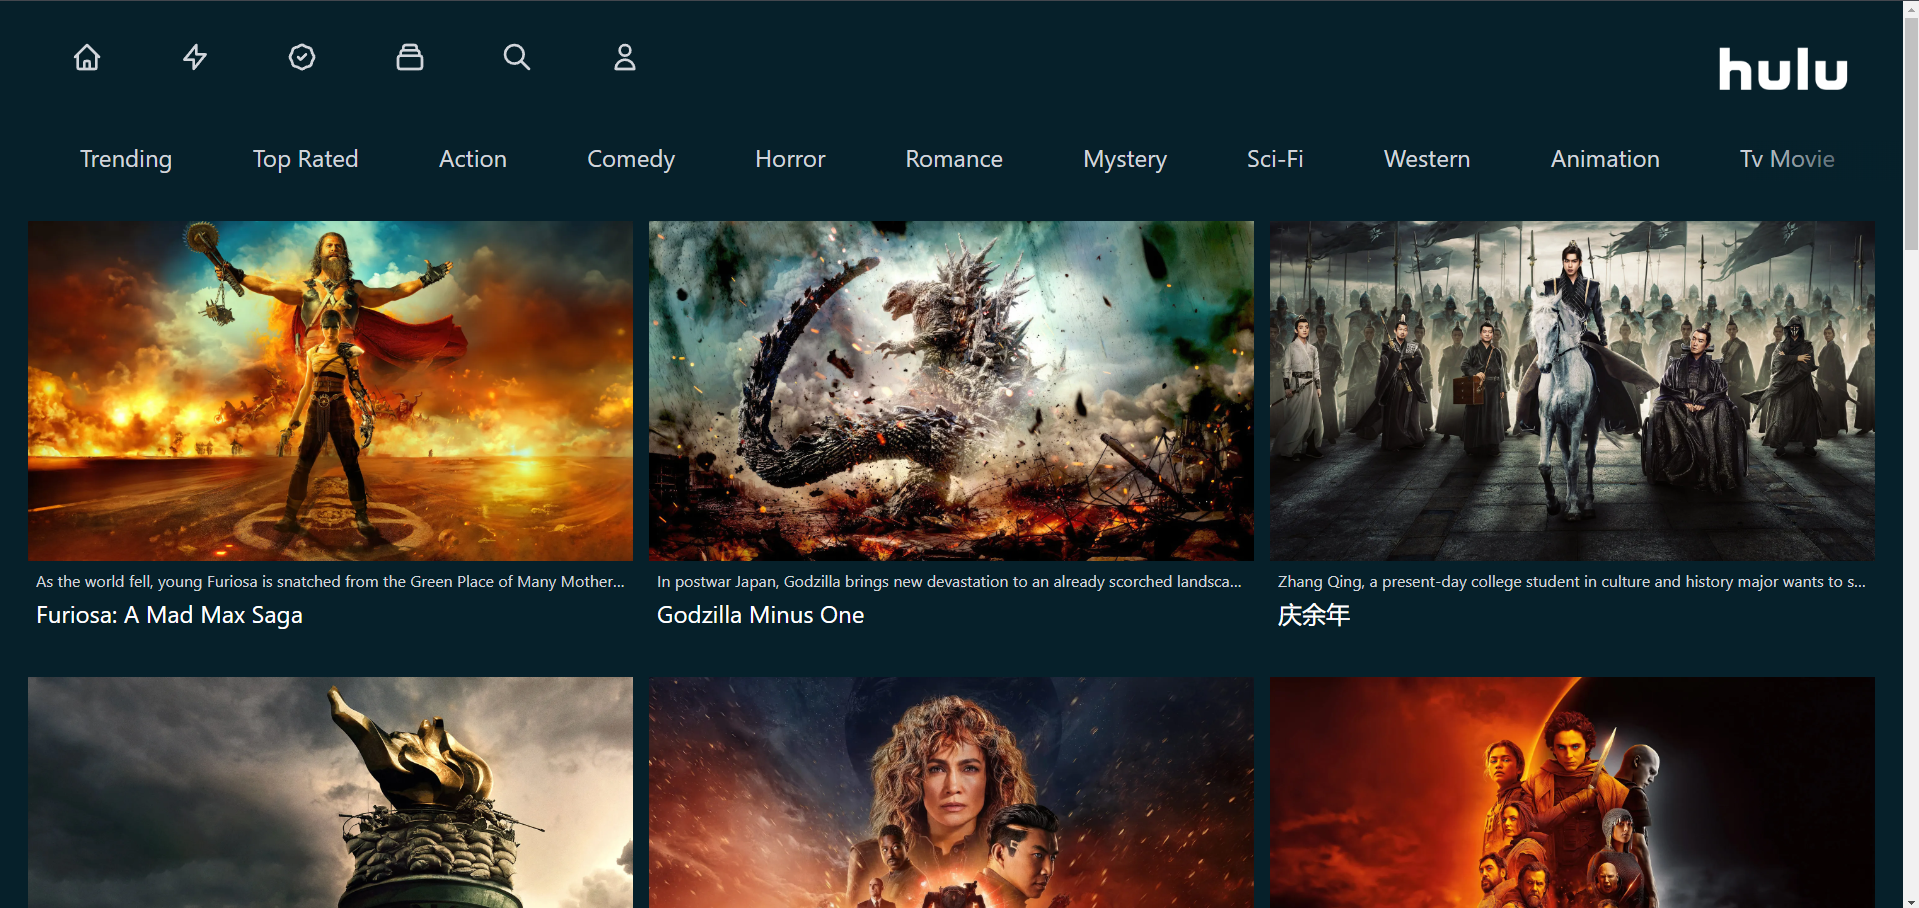 hulu
Trending Top Rated Action Comedy Horror Romance Mystery Sci-Fi Western Animation Tv Movie
As the world fell, young Furiosa is snatched from the Green Place of Many Mother...
Furiosa: A Mad Max Saga
In postwar Japan, Godzilla brings new devastation to an already scorched landsca...
Godzilla Minus One
Zhang Qing, a present-day college student in culture and history major wants to s...
庆余年